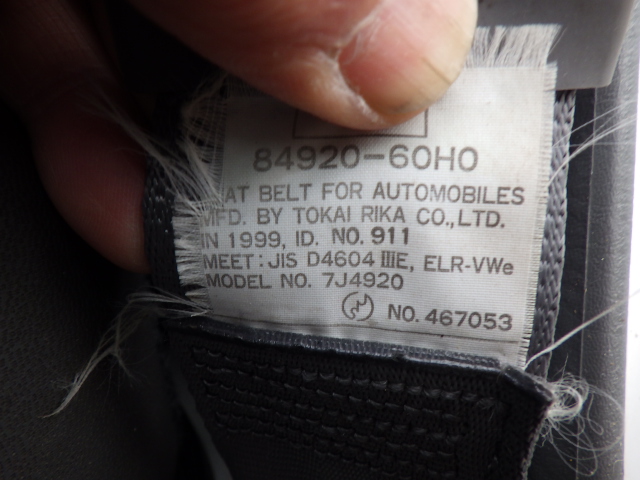 84920-60H0
AT BELT FOR AUTOMOBILES
MFD. BY TOKAI RIKA CO.,LTD.
IN 1999, ID. NO. 911
MEET: JIS D4604 IIIE, ELR-VWe
MODEL NO. 7J4920
NO. 467053